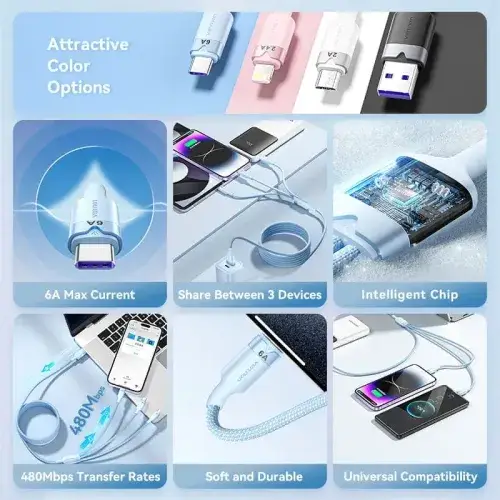 Attractive
Color
Options
6A
2.4A
2A
6A
6A Max Current
Share Between 3 Devices
Intelligent Chip
480Mbps
6A
480Mbps Transfer Rates
Soft and Durable
Universal Compatibility